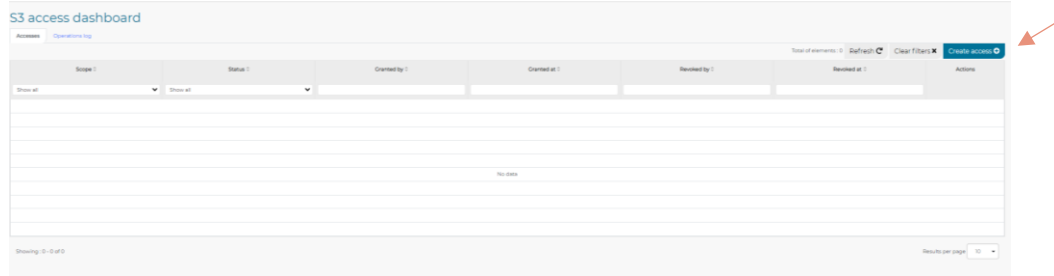 S3 access dashboard
Accesses Operations log
Total of elements : 0 Refresh Clear filters Create access
Scope Status Granted by Granted at Revoked by Revoked at Actions
Show all Show all
No data
Showing : 0 - 0 of 0 Results per page 10